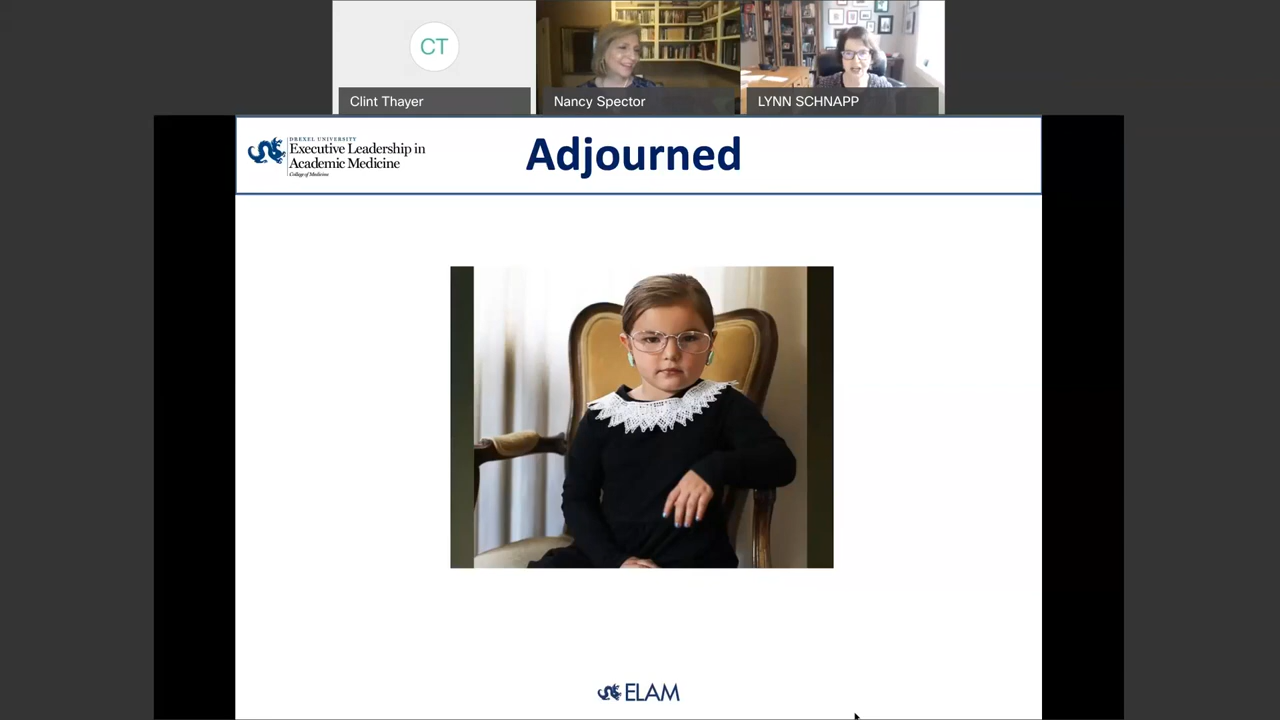 CT
Clint Thayer
Nancy Spector
LYNN SCHNAPP
DREXEL UNIVERSITY
Executive Leadership in
Academic Medicine
College of Medicine
Adjourned
ELAM